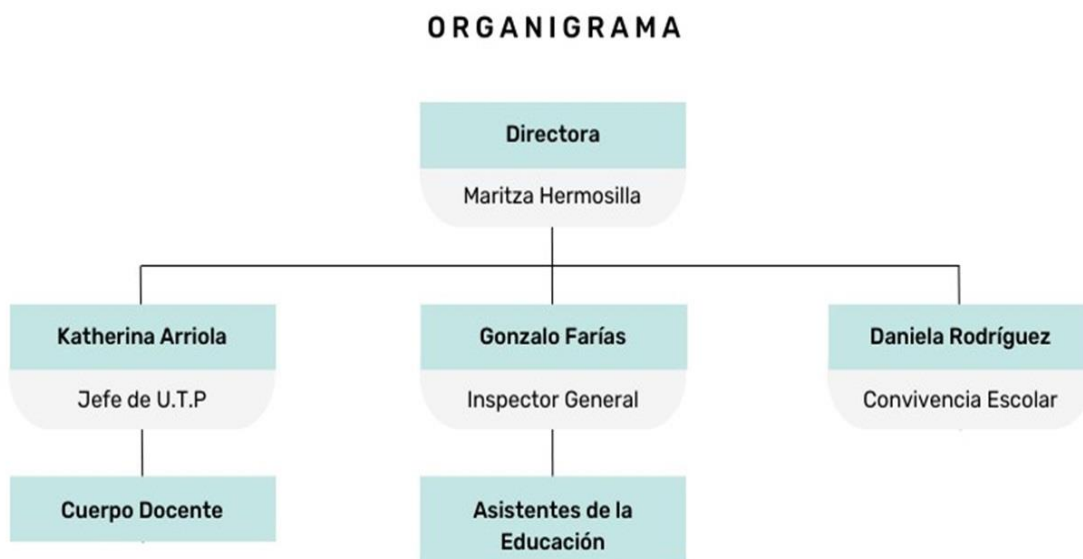 ORGANIGRAMA
Directora
Maritza Hermosilla
Katherina Arriola
Jefe de U.T.P
Gonzalo Farías
Inspector General
Daniela Rodríguez
Convivencia Escolar
Cuerpo Docente
Asistentes de la
Educación